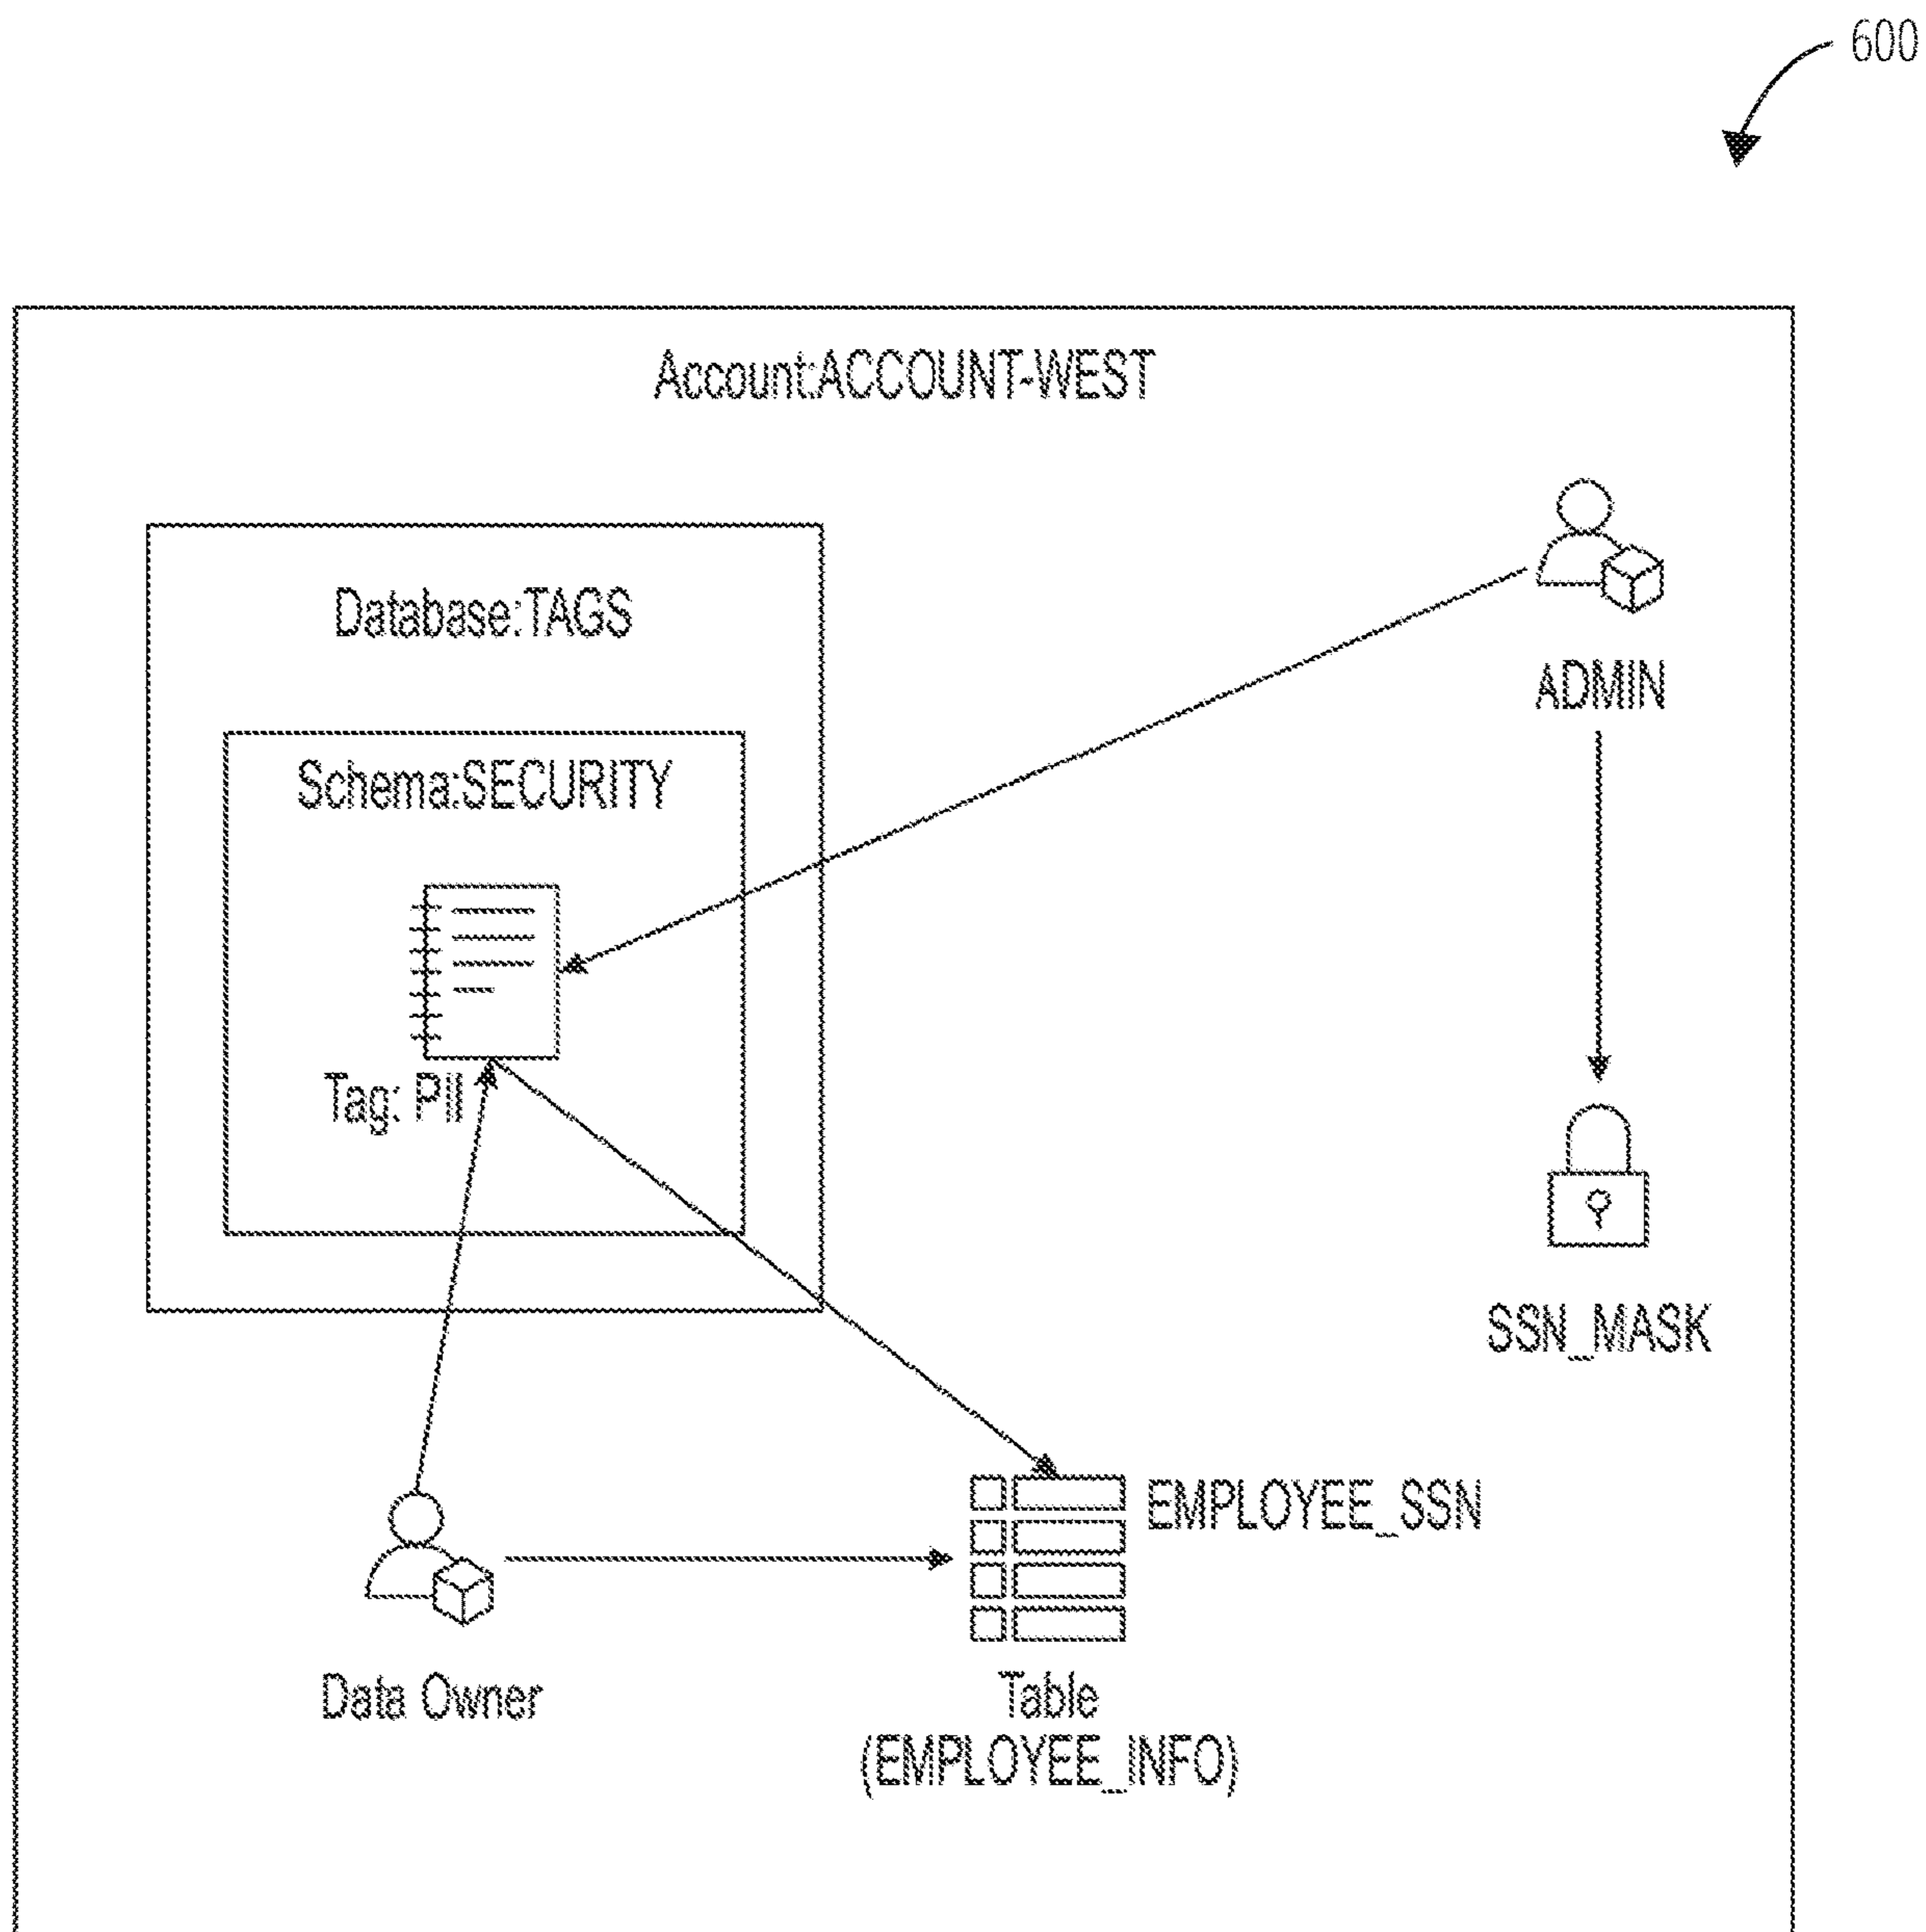 600
Account:ACCOUNT-WEST
Database:TAGS
ADMIN
Schema:SECURITY
Tag: PII
SSN_MASK
EMPLOYEE_SSN
Data Owner
Table
(EMPLOYEE_INFO)